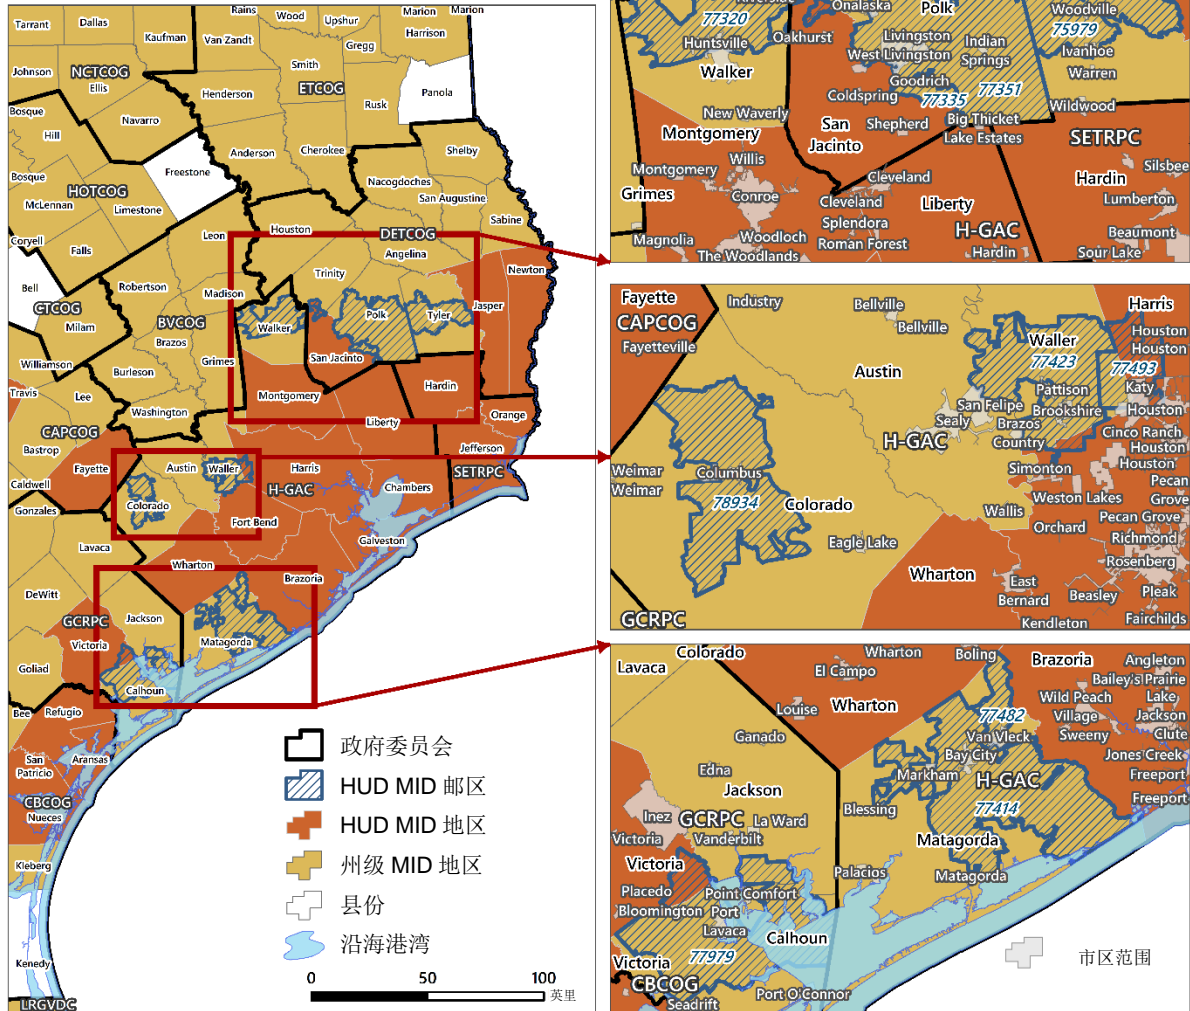 Tarrant
Dallas
Kaufman
Rains
Wood
Upshur
Marion
Marion
Harrison
Van Zandt
Gregg
Johnson
NCTCOG
Ellis
Smith
ETCOG
Henderson
Rusk
Panola
Bosque
Navarro
Hill
Anderson
Cherokee
Shelby
Freestone
Bosque
HOTCOG
McLennan
Limestone
Nacogdoches
San Augustine
Sabine
Coryell
Falls
Leon
Houston
DETCOG
Angelina
Trinity
Newton
Bell
Robertson
Madison
Jasper
CTCOG
Milam
BVCOG
Brazos
Walker
Polk
Tyler
Williamson
Burleson
Grimes
San Jacinto
Travis
Lee
Washington
Montgomery
Hardin
Orange
Liberty
CAPCOG
Bastrop
Jefferson
Fayette
Austin
Waller
Harris
SETRPC
Caldwell
H-GAC
Chambers
Gonzales
Colorado
Fort Bend
Lavaca
Galveston
Wharton
Brazoria
DeWitt
GCRPC
Jackson
Victoria
Matagorda
Goliad
Calhoun
Bee
Refugio
San
Patricio
Aransas
CBCOG
Nueces
Kleberg
Kenedy
LRGVDC
政府委员会
HUD MID 邮区
HUD MID 地区
州级 MID 地区
县份
沿海港湾
0
50
100
英里
Riverside
Onalaska
Polk
Woodville
77320
75979
Huntsville
Oakhurst
Livingston
West Livingston
Indian
Springs
Ivanhoe
Walker
Goodrich
Warren
Coldspring
77335
77351
Wildwood
New Waverly
Shepherd
Big Thicket
Lake Estates
Montgomery
San
Jacinto
SETRPC
Willis
Montgomery
Silsbee
Cleveland
Hardin
Grimes
Conroe
Cleveland
Liberty
Lumberton
Splendora
H-GAC
Beaumont
Magnolia
Woodloch
Roman Forest
The Woodlands
Hardin
Sour Lake
Fayette
Industry
Bellville
Harris
CAPCOG
Bellville
Houston
Houston
Fayetteville
Waller
77423
77493
Austin
Katy
Pattison
San Felipe
Brookshire
Houston
Sealy
Brazos
Country
Cinco Ranch
H-GAC
Houston
Houston
Weimar
Weimar
Columbus
Simonton
Pecan
Grove
78934
Colorado
Weston Lakes
Wallis
Pecan Grove
Orchard
Richmond
Eagle Lake
Rosenberg
Wharton
East
Bernard
Beasley
Pleak
GCRPC
Kendleton
Fairchilds
Lavaca
Colorado
Wharton
Boling
Brazoria
Angleton
El Campo
Bailey's Prairie
Wharton
Wild Peach
Village
Lake
Jackson
Louise
77482
Sweeny
Clute
Ganado
Van Vleck
Bay City
Jones Creek
Edna
Markham
H-GAC
Freeport
Jackson
Blessing
77414
Freeport
Inez
GCRPC
La Ward
Victoria
Vanderbilt
Matagorda
Victoria
Palacios
Matagorda
Placedo
Point Comfort
Bloomington
Port
Lavaca
Calhoun
77979
Victoria
CBCOG
Port O'Connor
Seadrift
市区范围